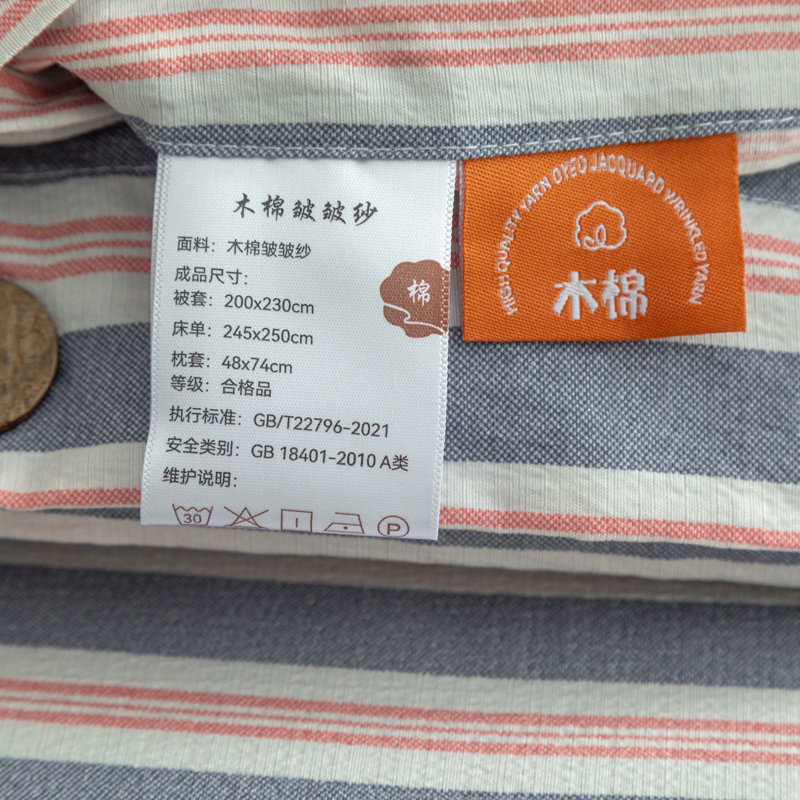 木棉皱皱纱
面料：木棉皱皱纱
成品尺寸：
被套：200x230cm
床单：245x250cm
枕套：48x74cm
等级：合格品
执行标准：GB/T22796-2021
安全类别：GB 18401-2010 A类
维护说明：
30
P
棉
HIGH QUALITY YARN DYED JACQUARD WRINKLED YARN
木棉